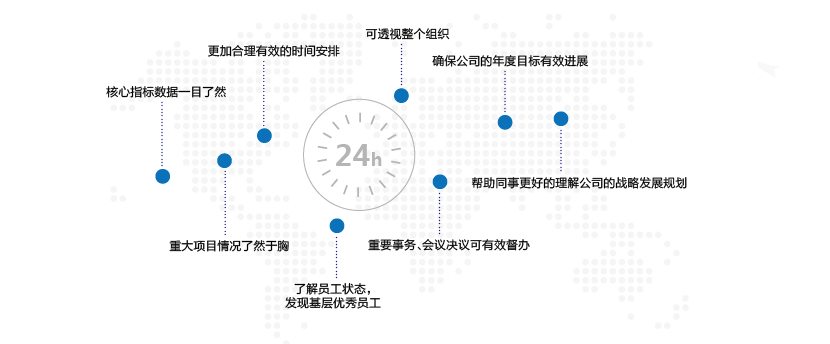 可透视整个组织
更加合理有效的时间安排
确保公司的年度目标有效进展
核心指标数据一目了然
24h
帮助同事更好的理解公司的战略发展规划
重大项目情况了然于胸
重要事务、会议决议可有效督办
了解员工状态，
发现基层优秀员工